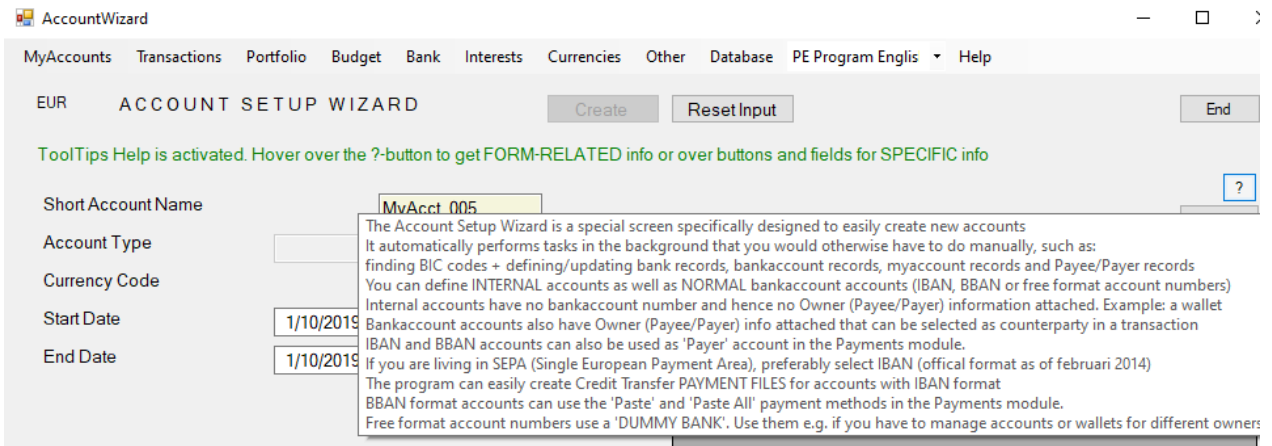 AccountWizard
MyAccounts Transactions Portfolio Budget Bank Interests Currencies Other Database PE Program Englis Help
EUR ACCOUNT SETUP WIZARD Create Reset Input End
ToolTips Help is activated. Hover over the ?-button to get FORM-RELATED info or over buttons and fields for SPECIFIC info
?
Short Account Name MyAcct_005
Account Type
Currency Code
Start Date 1/10/2019
End Date 1/10/2019
The Account Setup Wizard is a special screen specifically designed to easily create new accounts
It automatically performs tasks in the background that you would otherwise have to do manually, such as:
finding BIC codes + defining/updating bank records, bankaccount records, myaccount records and Payee/Payer records
You can define INTERNAL accounts as well as NORMAL bankaccount accounts (IBAN, BBAN or free format account numbers)
Internal accounts have no bankaccount number and hence no Owner (Payee/Payer) information attached. Example: a wallet
Bankaccount accounts also have Owner (Payee/Payer) info attached that can be selected as counterparty in a transaction
IBAN and BBAN accounts can also be used as 'Payer' account in the Payments module.
If you are living in SEPA (Single European Payment Area), preferably select IBAN (offical format as of februari 2014)
The program can easily create Credit Transfer PAYMENT FILES for accounts with IBAN format
BBAN format accounts can use the 'Paste' and 'Paste All' payment methods in the Payments module.
Free format account numbers use a 'DUMMY BANK'. Use them e.g. if you have to manage accounts or wallets for different owners